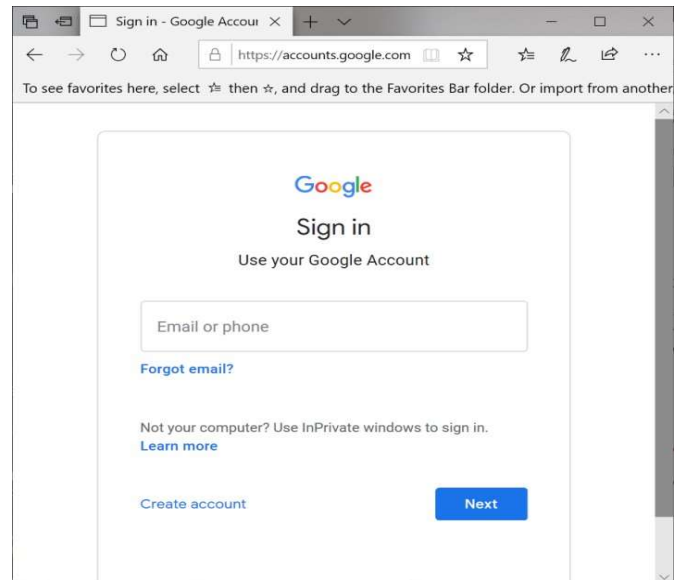 Sign in - Google Accour
https://accounts.google.com
To see favorites here, select then , and drag to the Favorites Bar folder. Or import from another
Google
Sign in
Use your Google Account
Email or phone
Forgot email?
Not your computer? Use InPrivate windows to sign in.
Learn more
Create account
Next